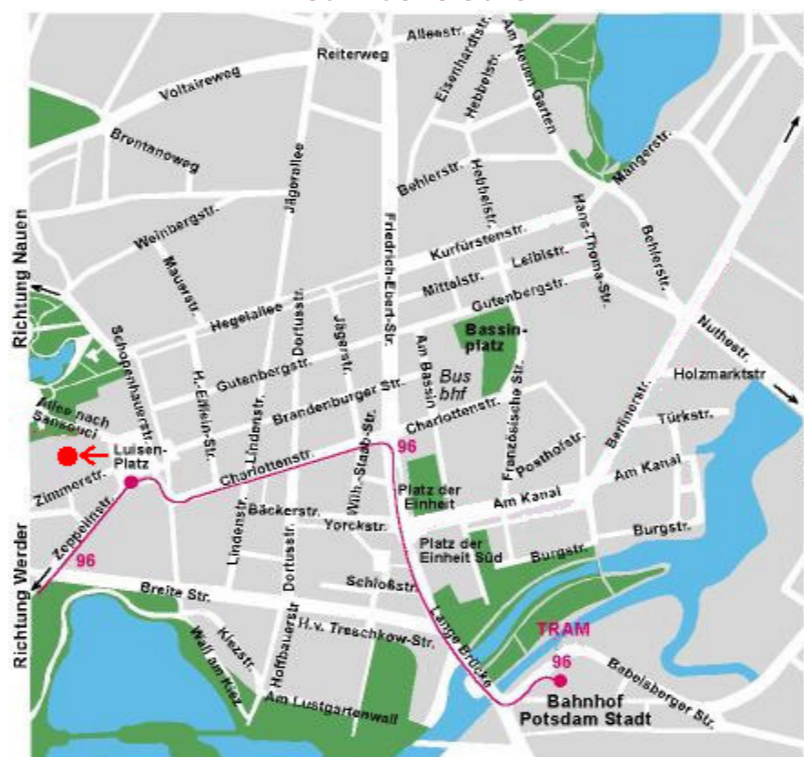 Alleestr.
Reiterweg
Eisenhardtstr.
Hebbelstr.
Am Neuen-Garten
Voltaireweg
Brentanoweg
Jägerallee
Behlerstr.
Hebbelstr.
Mangerstr.
Weinbergstr.
Friedrich-Ebert-Str.
Kurfürstenstr.
Hans-Thoma-Str.
Behlerstr.
Mauerstr.
Leiblstr.
Mittelstr.
Gutenbergstr.
Richtung Nauen
Hegelallee
Dortusstr.
Jägerstr.
Schopenhauerstr.
Bassin-
platz
Nuthestr.
Am Bassin
Bus
bhf
Gutenbergstr.
H.-Elflein-Str.
Holzmarktstr
Brandenburger Str.
Französische Str.
Berlinerstr.
Allee nach
Sansouci
Lindenstr.
Charlottenstr.
Türkstr.
Luisen-
Platz
96
Wilh.-Staab-Str.
Charlottenstr.
Posthofstr.
Am Kanal
Zimmerstr.
Platz der
Einheit
Am Kanal
Zeppelinstr.
Bäckerstr.
Yorckstr.
Burgstr.
Platz der
Einheit Süd
Burgstr.
96
Lindenstr.
Dortusstr.
Richtung Werder
Breite Str.
Schloßstr.
H.v. Treschkow-Str.
Lange Brücke
TRAM
96
Kiezstr.
Wall am Kiez
Hoffbauerstr.
Babelsberger Str.
Am Lustgartenwall
Bahnhof
Potsdam Stadt